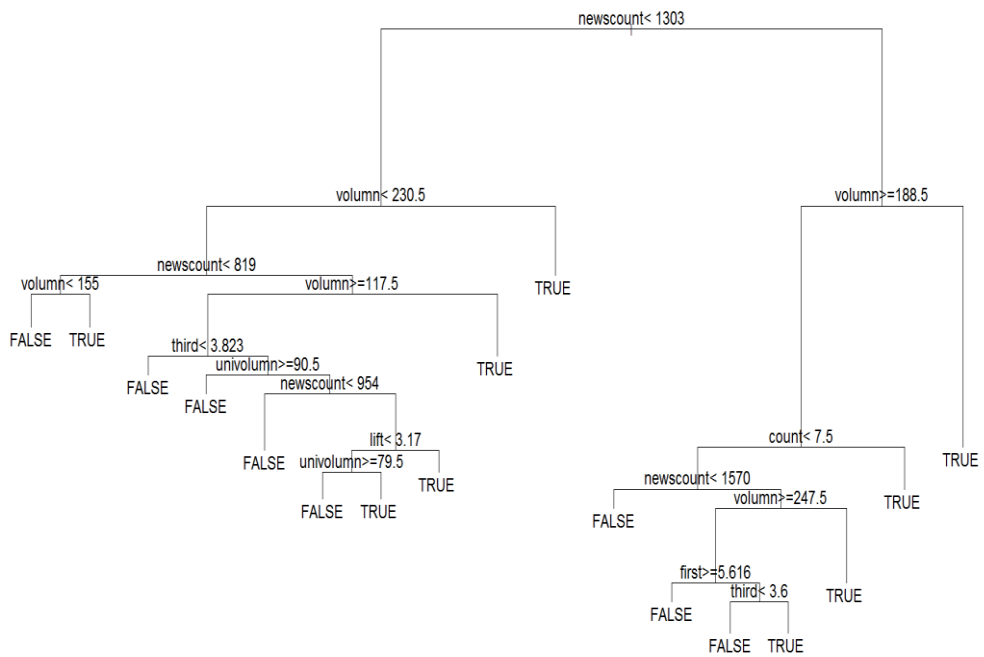 newscount< 1303
volumn< 230.5
volumn>=188.5
newscount< 819
volumn< 155
volumn>=117.5
TRUE
FALSE
TRUE
third< 3.823
univolumn>=90.5
TRUE
FALSE
newscount< 954
FALSE
lift< 3.17
count< 7.5
FALSE
univolumn>=79.5
TRUE
TRUE
newscount< 1570
volumn>=247.5
TRUE
FALSE
TRUE
FALSE
first>=5.616
third< 3.6
TRUE
FALSE
FALSE
TRUE